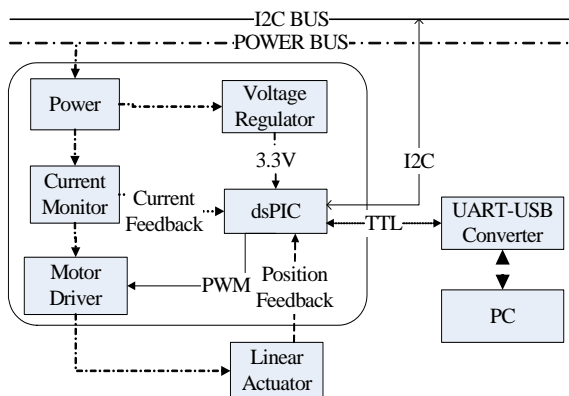 I2C BUS
POWER BUS
Power
Voltage
Regulator
3.3V
I2C
Current
Monitor
Current
Feedback
dsPIC
TTL
UART-USB
Converter
Motor
Driver
PWM
Position
Feedback
PC
Linear
Actuator